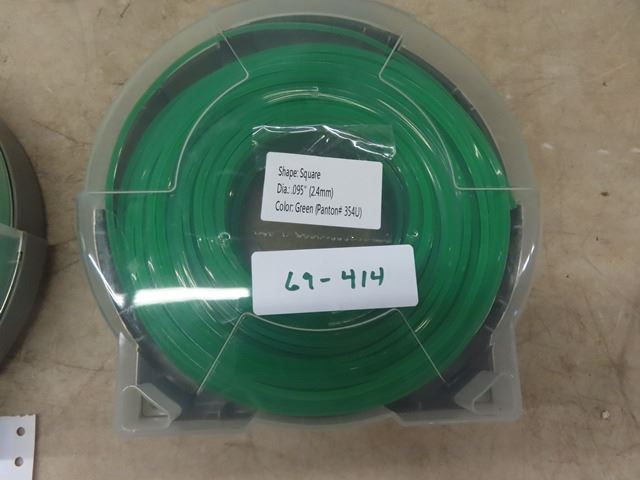 Shape: Square
Dia.: .095" (2.4mm)
Color: Green (Panton# 354U)
69-414